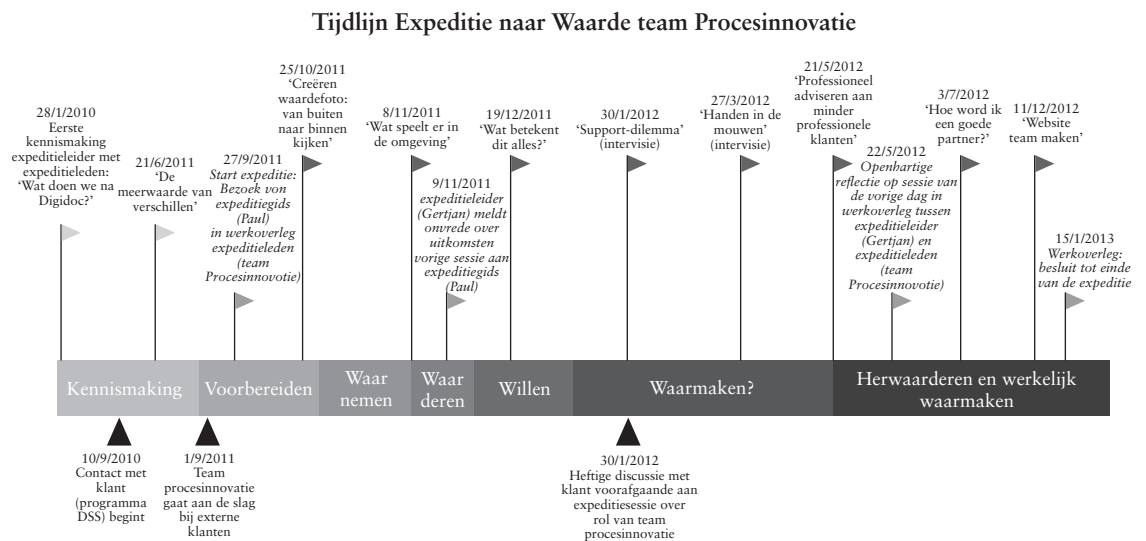 Tijdlijn Expeditie naar Waarde team Procesinnovatie
28/1/2010
Eerste
kennismaking
expeditieleider met
expeditieleden:
‘Wat doen we na
Digidoc?’
21/6/2011
‘De
meerwaarde van
verschillen’
27/9/2011
Start expeditie:
Bezoek von
expeditiegids
(Paul)
in werkoverleg
expeditieleden
(team
Procesinnovotie)
25/10/2011
‘Creëren
waardefoto:
van buiten
naar binnen
kijken’
8/11/2011
‘Wat speelt er in
de omgeving’
9/11/2011
expeditieleider
(Gertjan) meldt
onvrede over
uitkomsten
vorige sessie aan
expeditiegids
(Paul)
19/12/2011
‘Wat betekent
dit alles?’
30/1/2012
‘Support-dilemma’
(intervisie)
27/3/2012
‘Handen in de
mouwen’
(intervisie)
21/5/2012
‘Professioneel
adviseren aan
minder
professionele
klanten’
22/5/2012
Openhartige
reflectie op sessie van
de vorige dag in
werkoverleg tussen
expeditieleider
(Gertjan) en
expeditieleden
(team
Procesinnovotie)
3/7/2012
‘Hoe word ik
een goede
partner?’
11/12/2012
‘Website
team maken’
15/1/2013
Werkoverleg:
besluit tot einde
van de expeditie
Kennismaking
Voorbereiden
Waar
nemen
Waar
deren
Willen
Waarmaken?
Herwaarderen en werkelijk
waarmaken
10/9/2010
Contact met
klant
(programma
DSS) begint
1/9/2011
Team
procesinnovatie
gaat aan de slag
bij externe
klanten
30/1/2012
Heftige discussie met
klant voorafgaande aan
expeditiesessie over
rol van team
procesinnovatie